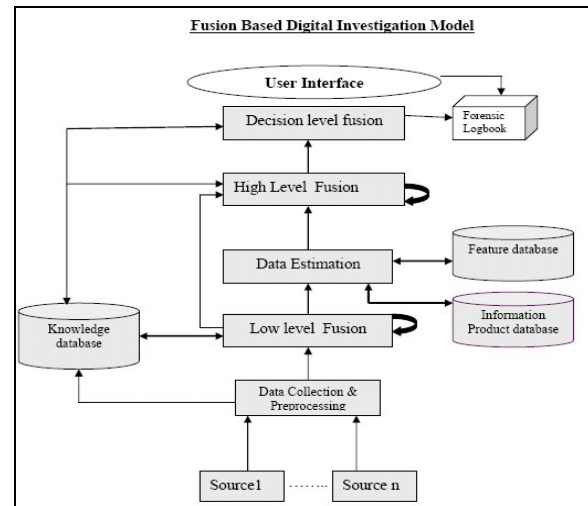 Fusion Based Digital Investigation Model
User Interface
Decision level fusion
Forensic
Logbook
High Level Fusion
Data Estimation
Feature database
Information
Product database
Knowledge
database
Low level Fusion
Data Collection &
Preprocessing
Source1 ........ Source n